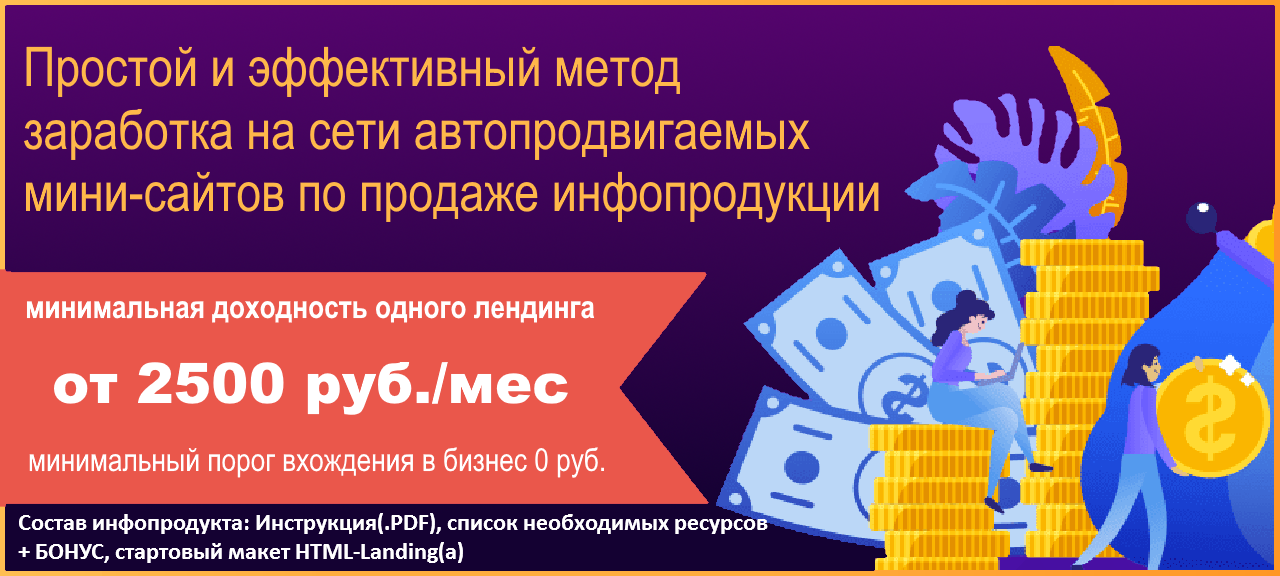 Простой и эффективный метод
заработка на сети автопродвигаемых
мини-сайтов по продаже инфопродукции
минимальная доходность одного лендинга
от 2500 руб./мес
минимальный порог вхождения в бизнес 0 руб.
Состав инфопродукта: Инструкция(.PDF), список необходимых ресурсов
+ БОНУС, стартовый макет HTML-Landing(а)